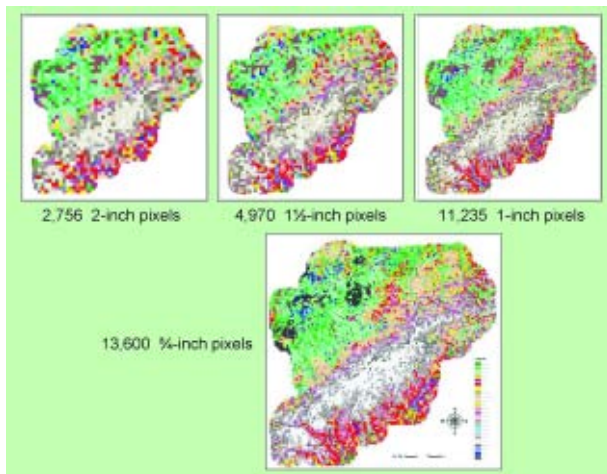 2,756 2-inch pixels
4,970 1½-inch pixels
11,235 1-inch pixels
13,600 ¾-inch pixels